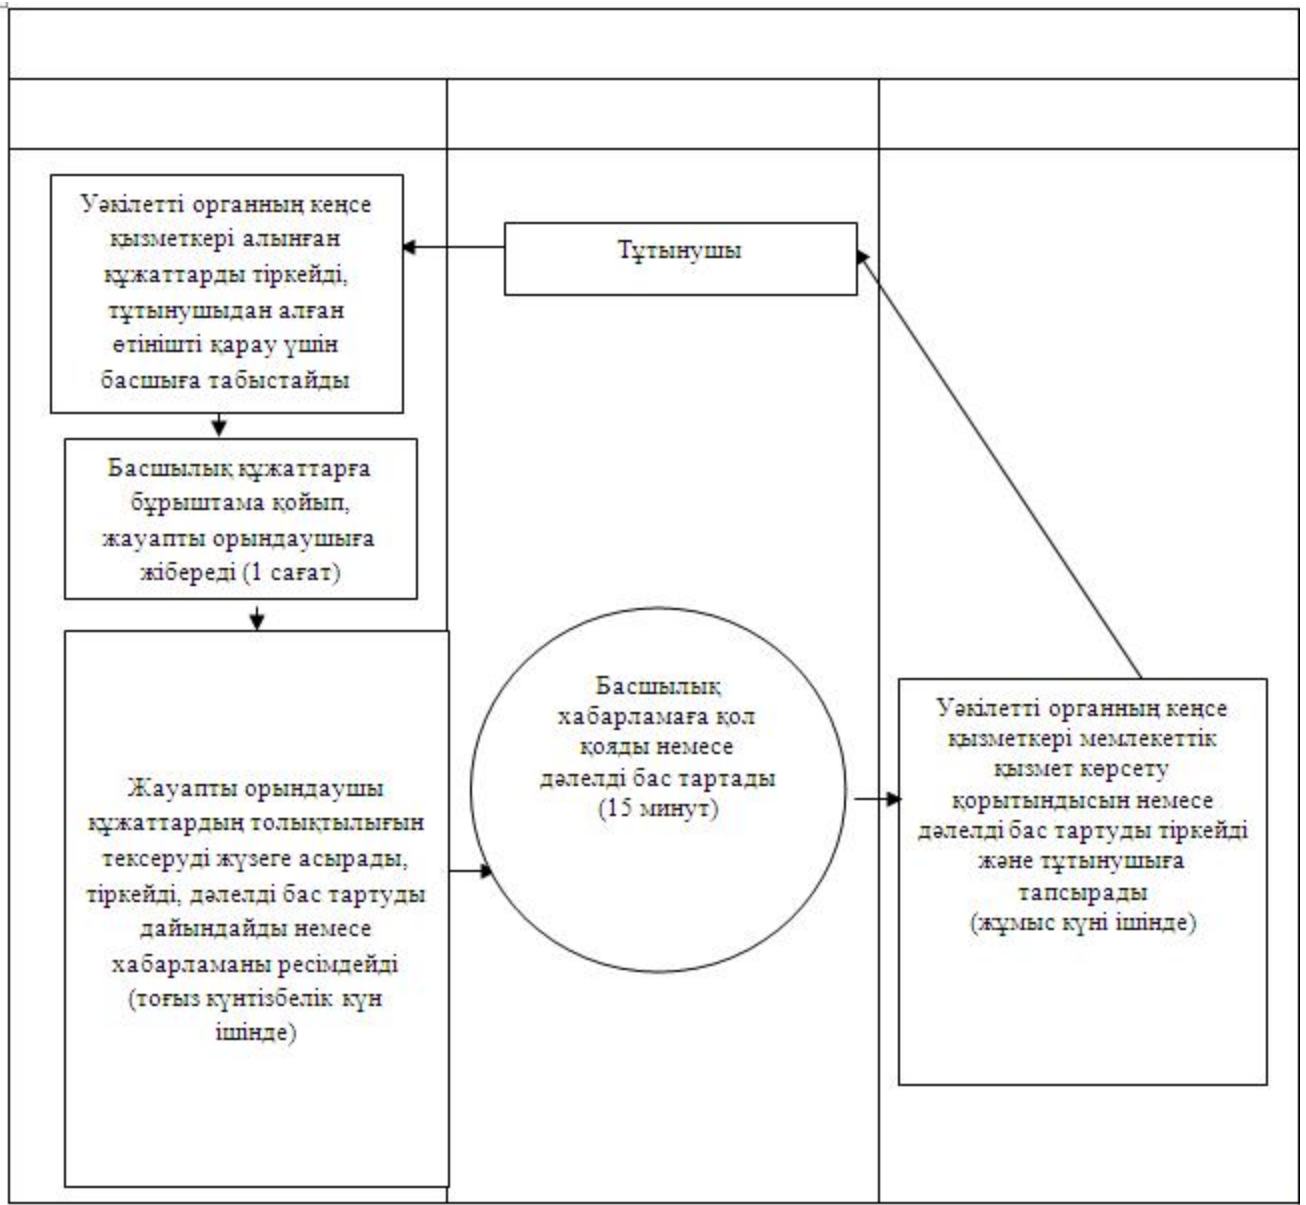 Уәкілетті органның кеңсе
қызметкері алынған
құжаттарды тіркейді,
тұтынушыдан алған
өтінішті қарау үшін
басшыға табыстайды
Тұтынушы
Басшылық құжаттарға
бұрыштама қойып,
жауапты орындаушыға
жібереді (1 сағат)
Жауапты орындаушы
құжаттардың толықтылығын
тексеруді жүзеге асырады,
тіркейді, дәлелді бас тартуды
дайындайды немесе
хабарламаны ресімдейді
(тоғыз күнтізбелік күн
ішінде)
Басшылық
хабарламаға қол
қояды немесе
дәлелді бас тартады
(15 минут)
Уәкілетті органның кеңсе
қызметкері мемлекеттік
қызмет көрсету
қорытындысын немесе
дәлелді бас тартуды тіркейді
және тұтынушыға
тапсырады
(жұмыс күні ішінде)